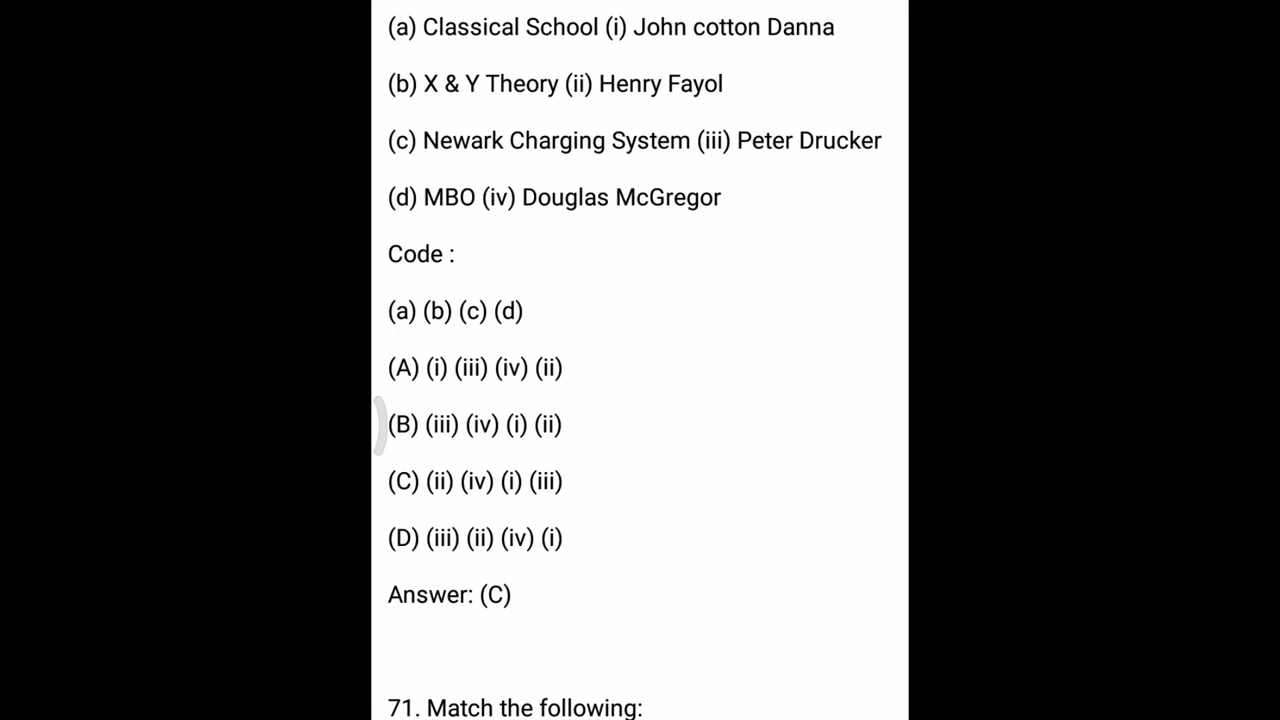 (a) Classical School (i) John cotton Danna
(b) X & Y Theory (ii) Henry Fayol
(c) Newark Charging System (iii) Peter Drucker
(d) MBO (iv) Douglas McGregor
Code :
(a) (b) (c) (d)
(A) (i) (iii) (iv) (ii)
(B) (iii) (iv) (i) (ii)
(C) (ii) (iv) (i) (iii)
(D) (iii) (ii) (iv) (i)
Answer: (C)
71. Match the following: